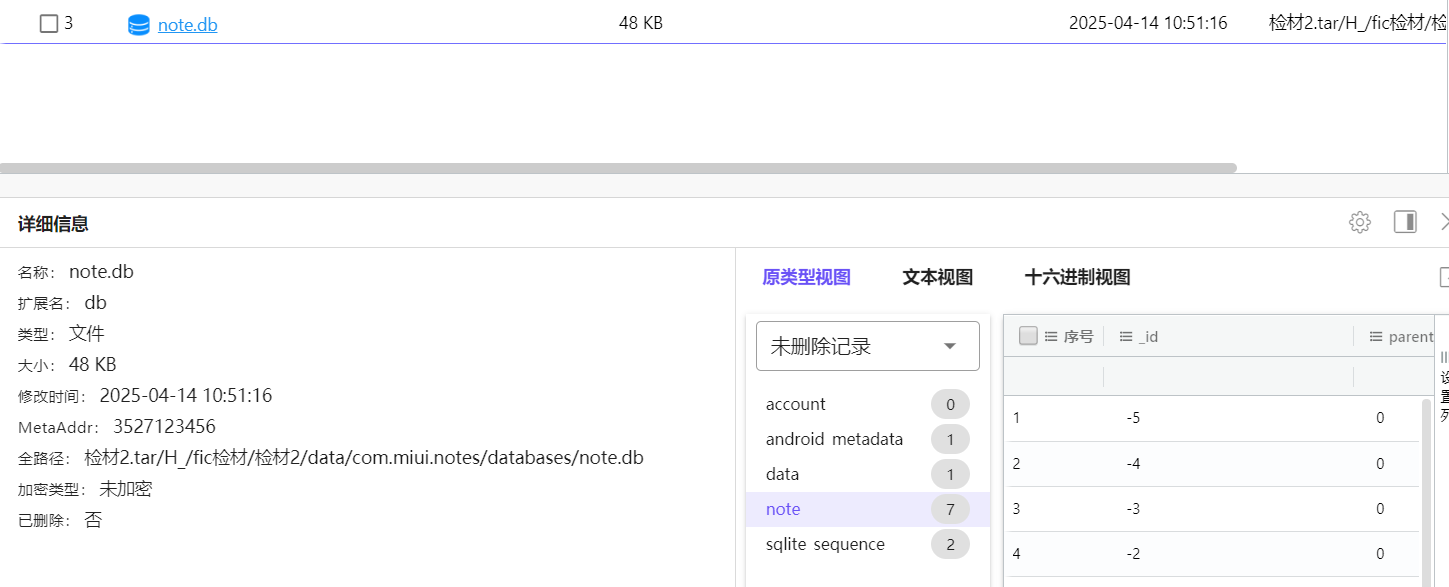 3 note.db 48 KB 2025-04-14 10:51:16 检材2.tar/H_/fic检材/检
详细信息
名称： note.db
扩展名： db
类型： 文件
大小： 48 KB
修改时间： 2025-04-14 10:51:16
MetaAddr： 3527123456
全路径： 检材2.tar/H_/fic检材/检材2/data/com.miui.notes/databases/note.db
加密类型： 未加密
已删除： 否
原类型视图 文本视图 十六进制视图
未删除记录
account 0
android metadata 1
data 1
note 7
sqlite sequence 2
序号 _id parent
1 -5 0
2 -4 0
3 -3 0
4 -2 0
设
置
列